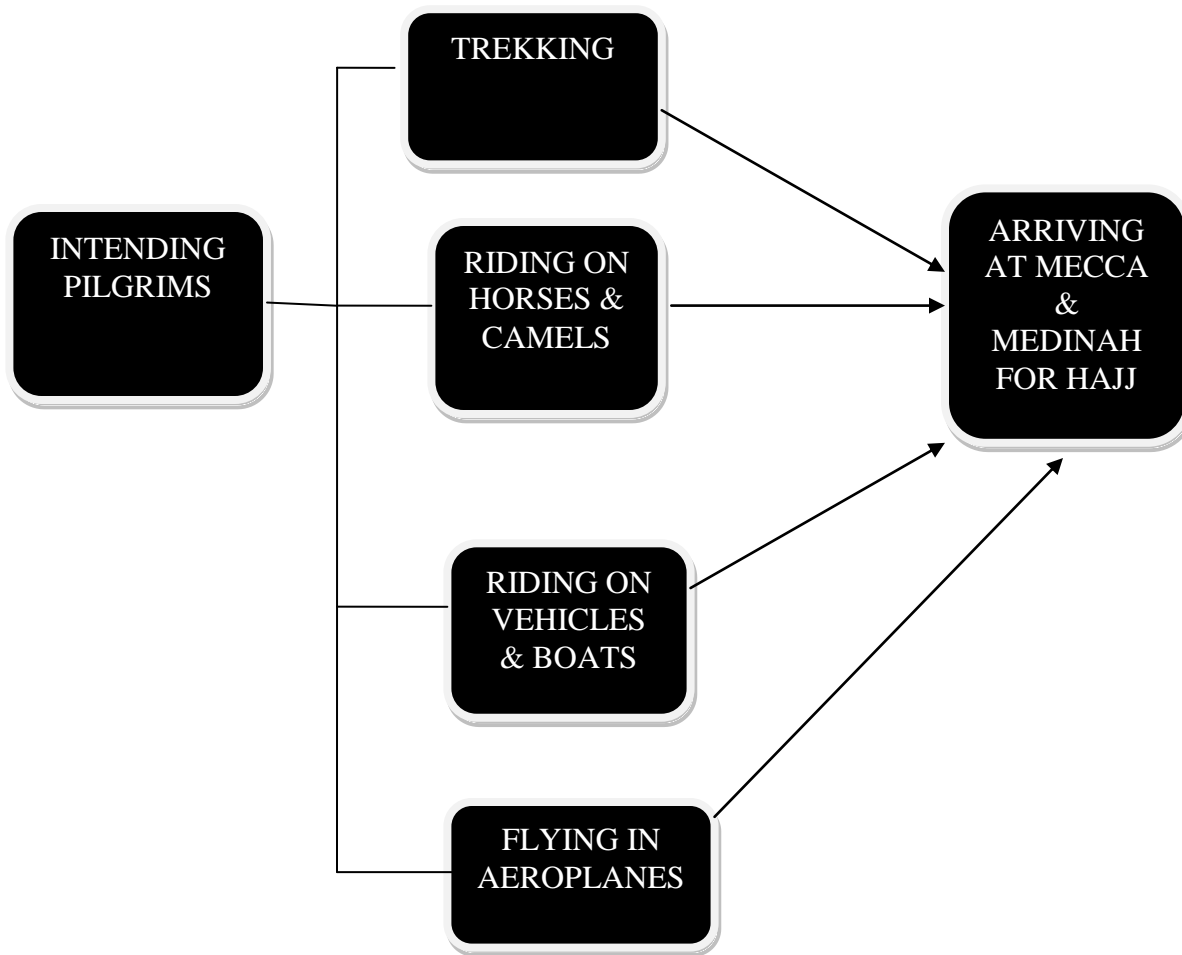 TREKKING
INTENDING
PILGRIMS
RIDING ON
HORSES &
CAMELS
RIDING ON
VEHICLES
& BOATS
FLYING IN
AEROPLANES
ARRIVING
AT MECCA
&
MEDINAH
FOR HAJJ